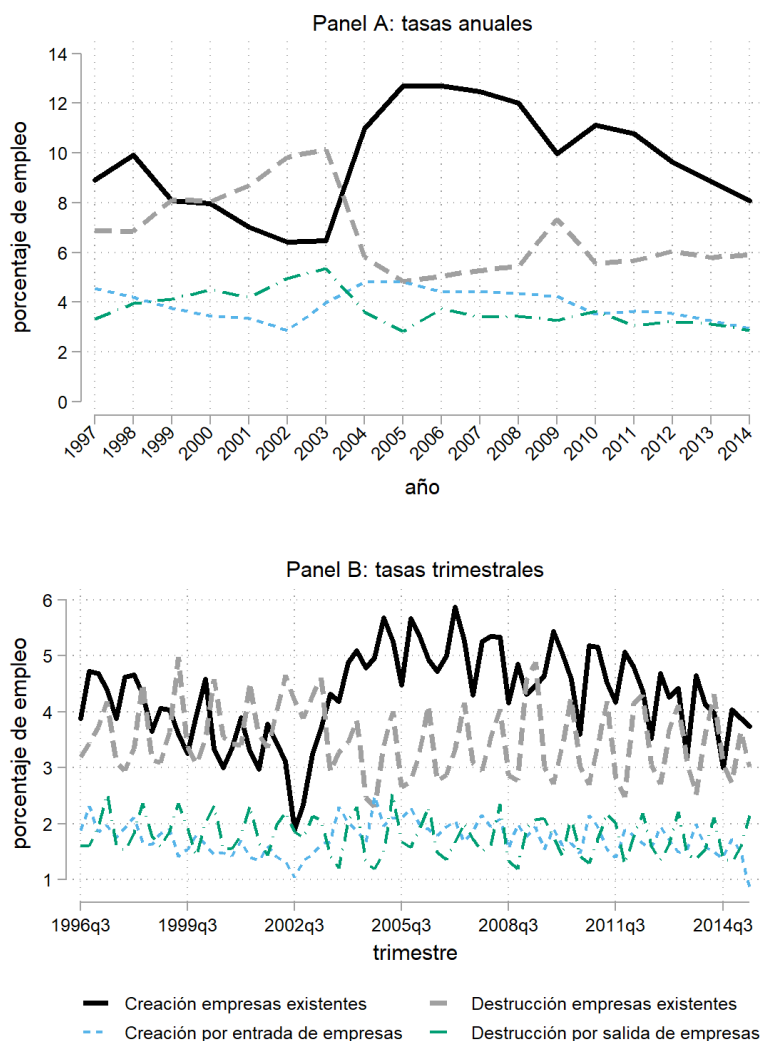 Panel A: tasas anuales
porcentaje de empleo
14
12
10
8
6
4
2
0
1997 1998 1999 2000 2001 2002 2003 2004 2005 2006 2007 2008 2009 2010 2011 2012 2013 2014
año
Panel B: tasas trimestrales
porcentaje de empleo
6
5
4
3
2
1
1996q3 1999q3 2002q3 2005q3 2008q3 2011q3 2014q3
trimestre
Creación empresas existentes Destrucción empresas existentes
Creación por entrada de empresas Destrucción por salida de empresas